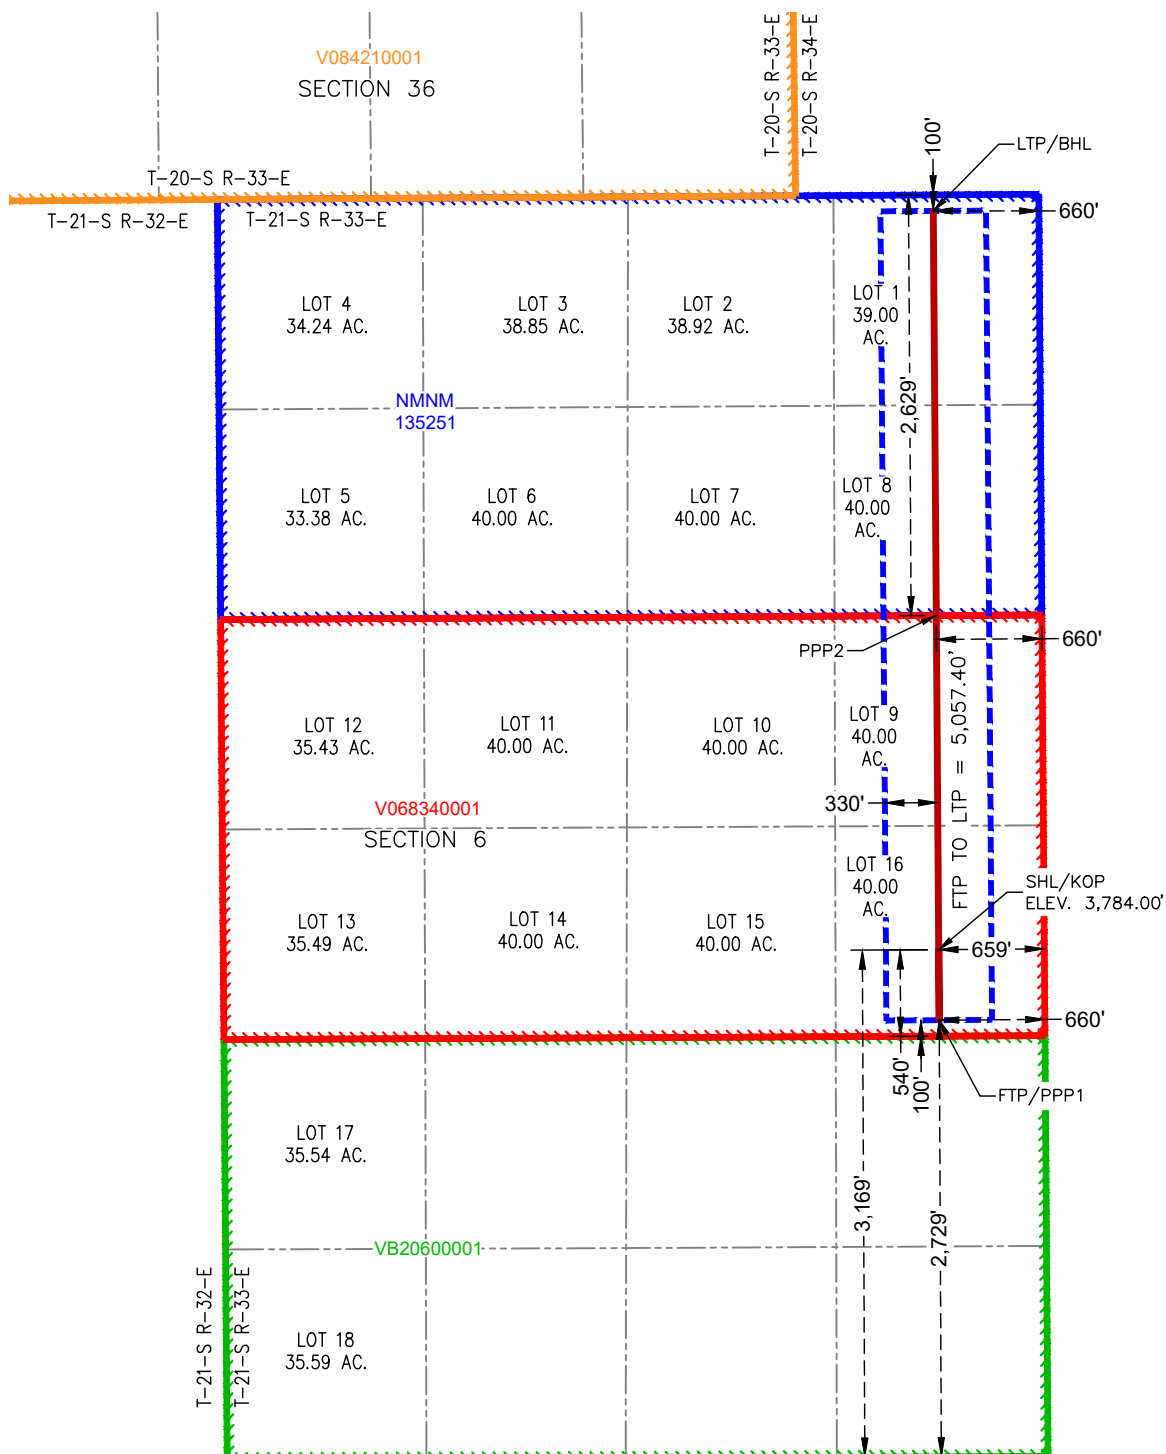 V084210001
SECTION 36
T-20-S R-33-E
T-20-S R-34-E
100'
LTP/BHL
T-20-S R-33-E
T-21-S R-32-E
T-21-S R-33-E
660'
LOT 4
34.24 AC.
LOT 3
38.85 AC.
LOT 2
38.92 AC.
LOT 1
39.00
AC.
NMNM
135251
2,629'
LOT 5
33.38 AC.
LOT 6
40.00 AC.
LOT 7
40.00 AC.
LOT 8
40.00
AC.
PPP2
660'
LOT 12
35.43 AC.
LOT 11
40.00 AC.
LOT 10
40.00 AC.
LOT 9
40.00
AC.
FTP TO LTP = 5,057.40'
V068340001
SECTION 6
330'
LOT 13
35.49 AC.
LOT 14
40.00 AC.
LOT 15
40.00 AC.
LOT 16
40.00
AC.
SHL/KOP
ELEV. 3,784.00'
659'
660'
540'
100'
FTP/PPP1
LOT 17
35.54 AC.
3,169'
2,729'
VB20600001
T-21-S R-32-E
T-21-S R-33-E
LOT 18
35.59 AC.